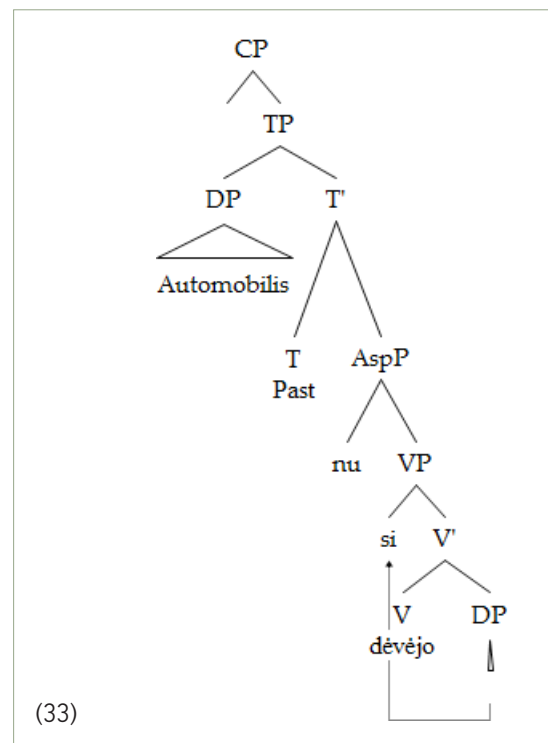 CP
TP
DP T'
Automobilis
T AspP
Past
nu VP
si V'
V DP
dėvėjo
(33)